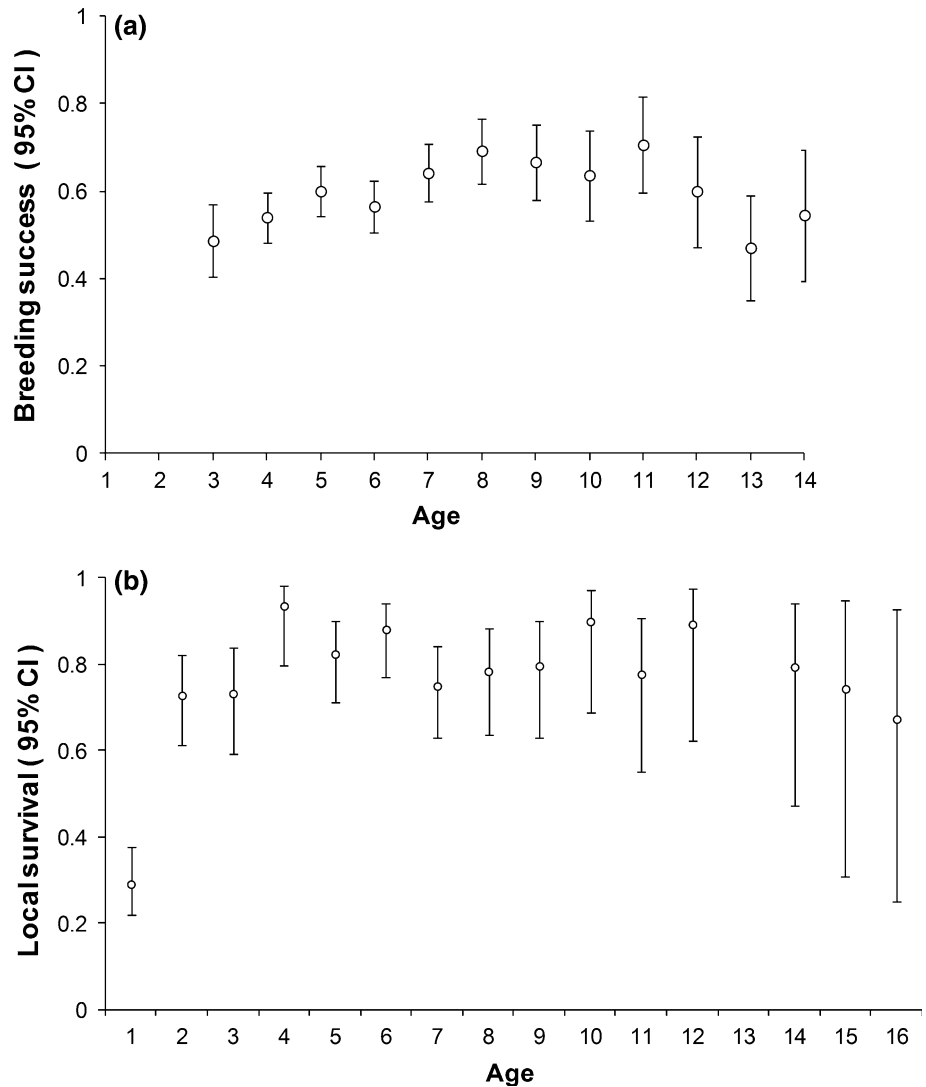 (a)
Breeding success (95% CI)
1
0.8
0.6
0.4
0.2
0
1 2 3 4 5 6 7 8 9 10 11 12 13 14
Age
(b)
Local survival (95% CI)
1
0.8
0.6
0.4
0.2
0
1 2 3 4 5 6 7 8 9 10 11 12 13 14 15 16
Age